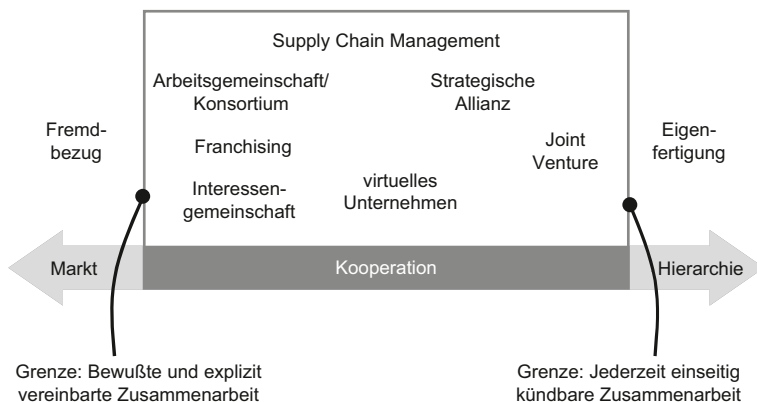 Supply Chain Management
Arbeitsgemeinschaft/
Konsortium
Strategische
Allianz
Fremd-
bezug
Franchising
Joint
Venture
Eigen-
fertigung
Interessen-
gemeinschaft
virtuelles
Unternehmen
Markt
Kooperation
Hierarchie
Grenze: Bewußte und explizit
vereinbarte Zusammenarbeit
Grenze: Jederzeit einseitig
kündbare Zusammenarbeit